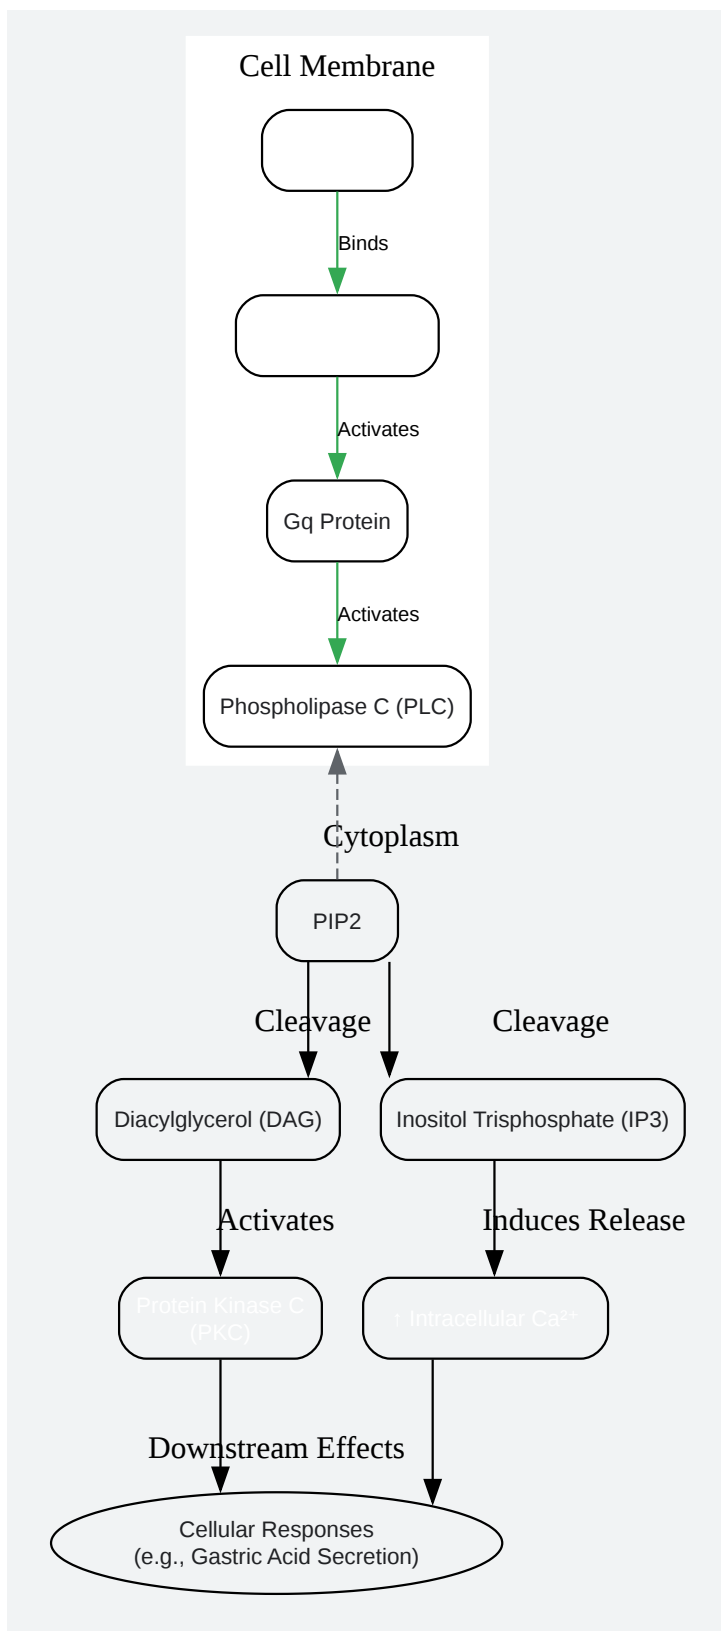 Cell Membrane
Binds
Activates
Gq Protein
Activates
Phospholipase C (PLC)
Cytoplasm
PIP2
Cleavage
Cleavage
Diacylglycerol (DAG)
Inositol Trisphosphate (IP3)
Activates
Induces Release
Protein Kinase C
(PKC)
↑ Intracellular Ca²⁺
Downstream Effects
Cellular Responses
(e.g., Gastric Acid Secretion)